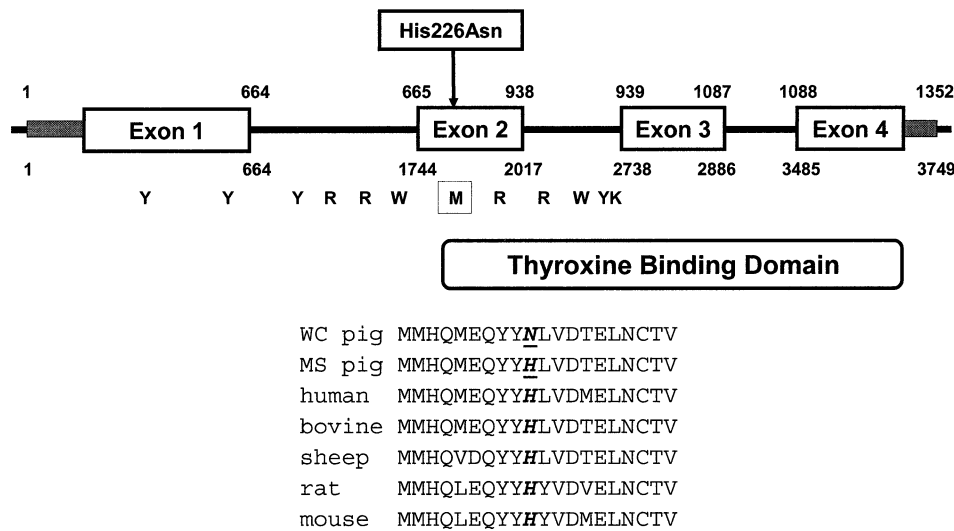 His226Asn
1 664 665 938 939 1087 1088 1352
Exon 1 Exon 2 Exon 3 Exon 4
1 664 1744 2017 2738 2886 3485 3749
Y Y Y R R W M R R W YK
Thyroxine Binding Domain
WC pig MMHQMEQYYNLVDTELNCTV
MS pig MMHQMEQYYHLVDTELNCTV
human MMHQMEQYYHLVDMELNCTV
bovine MMHQMEQYYHLVDTELNCTV
sheep MMHQVDQYYHLVDTELNCTV
rat MMHQLEQYYHYVDVELNCTV
mouse MMHQLEQYYHYVDMELNCTV